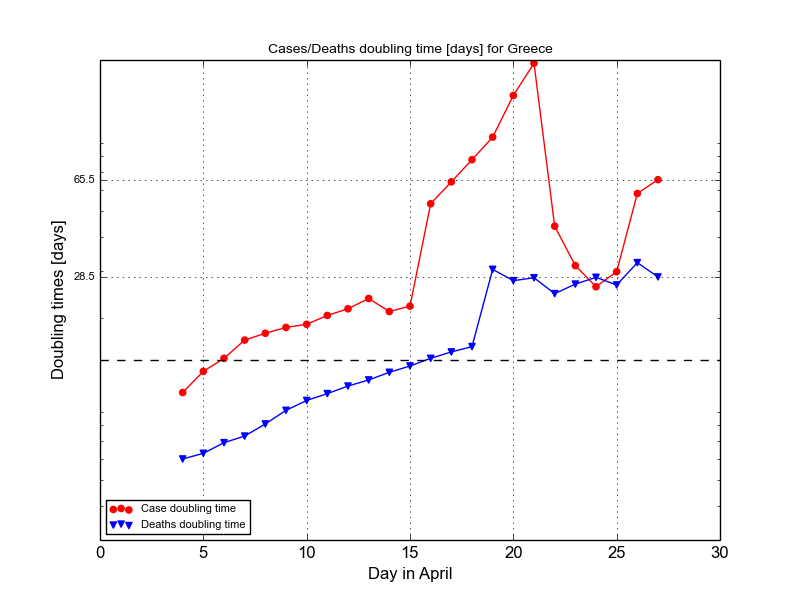 Cases/Deaths doubling time [days] for Greece
65.5
28.5
Doubling times [days]
Case doubling time
Deaths doubling time
0 5 10 15 20 25 30
Day in April